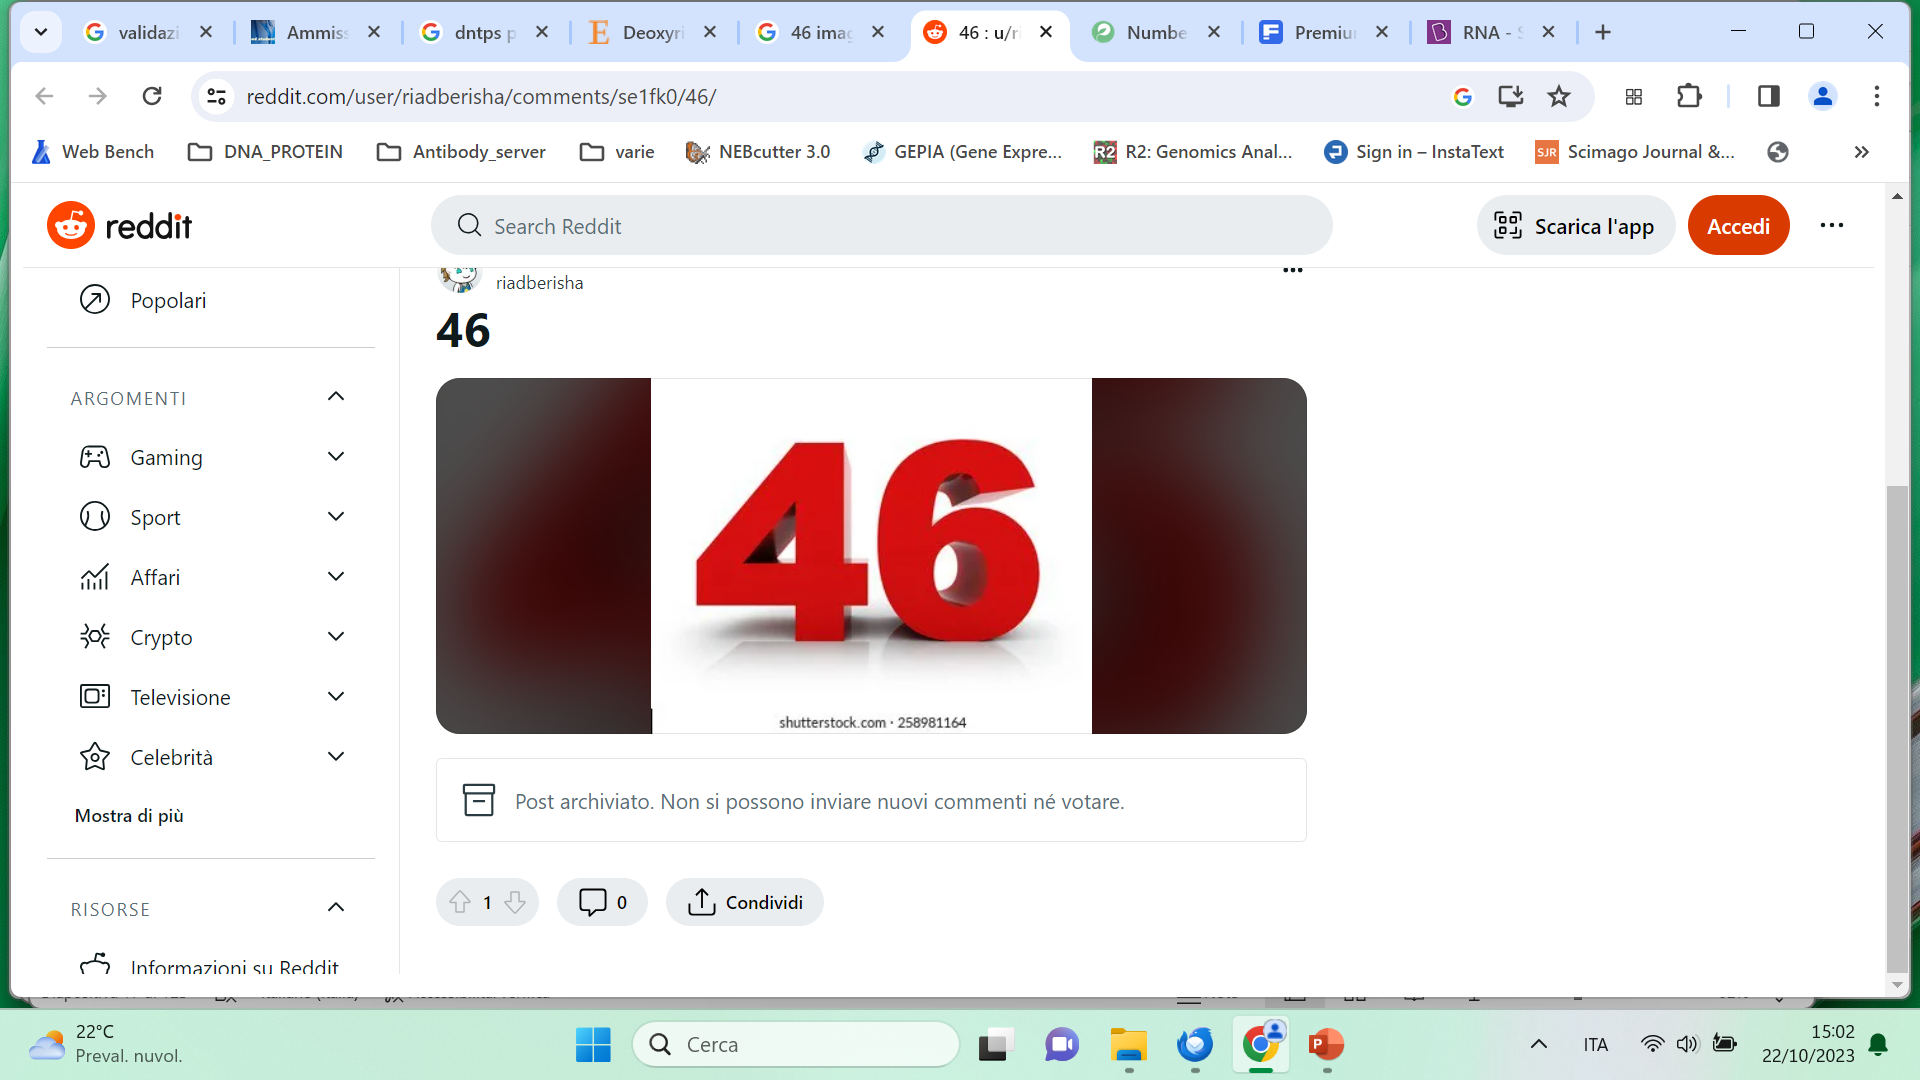 validazi
Ammiss
dntps p
Deoxyri
46 imag
46 : u/ri
Numbe
Premiu
RNA - S
reddit.com/user/riadberisha/comments/se1fk0/46/
Web Bench
DNA_PROTEIN
Antibody_server
varie
NEBcutter 3.0
GEPIA (Gene Expre...
R2: Genomics Anal...
Sign in – InstaText
Scimago Journal &...
reddit
Search Reddit
Scarica l'app
Accedi
riadberisha
46
Popolari
ARGOMENTI
Gaming
Sport
Affari
Crypto
Televisione
Celebrità
Mostra di più
RISORSE
Informazioni su Reddit
46
shutterstock.com · 258981164
Post archiviato. Non si possono inviare nuovi commenti né votare.
1
0
Condividi
22°C
Preval. nuvol.
Cerca
ITA
15:02
22/10/2023